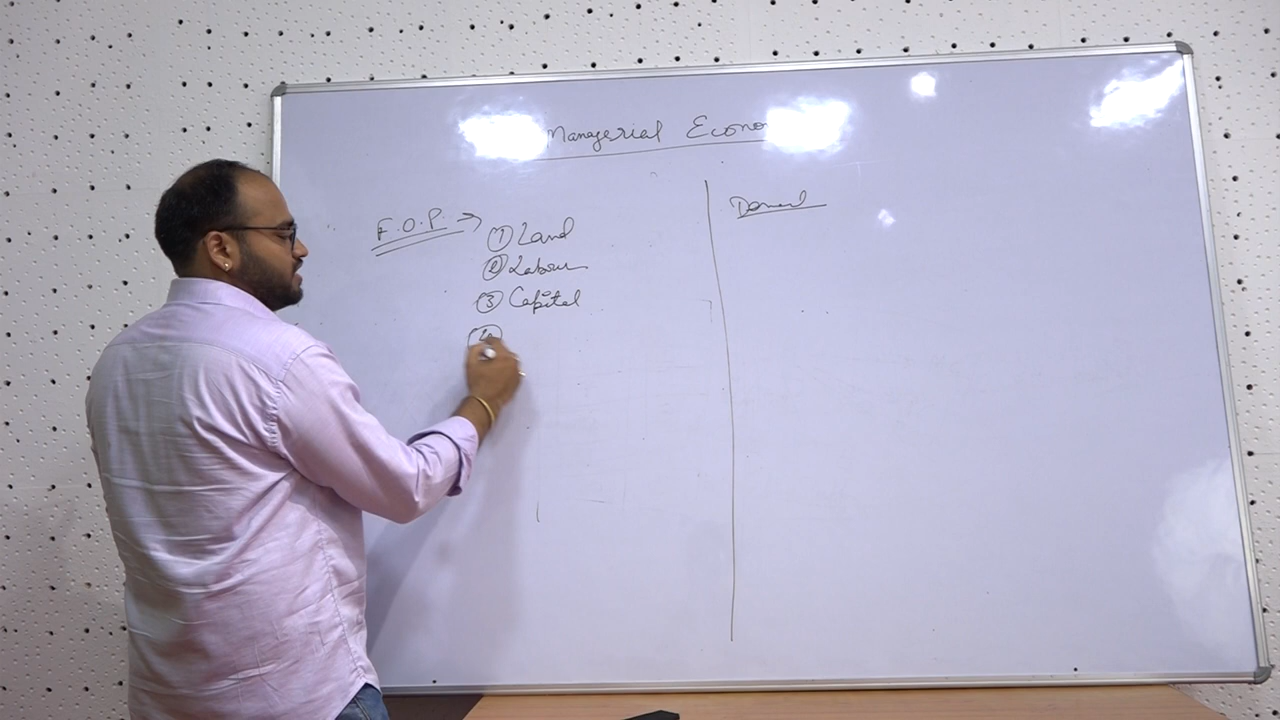 Managerial Econo
F.O.P. →
① Land
② Labour
③ Capital
④
Demand